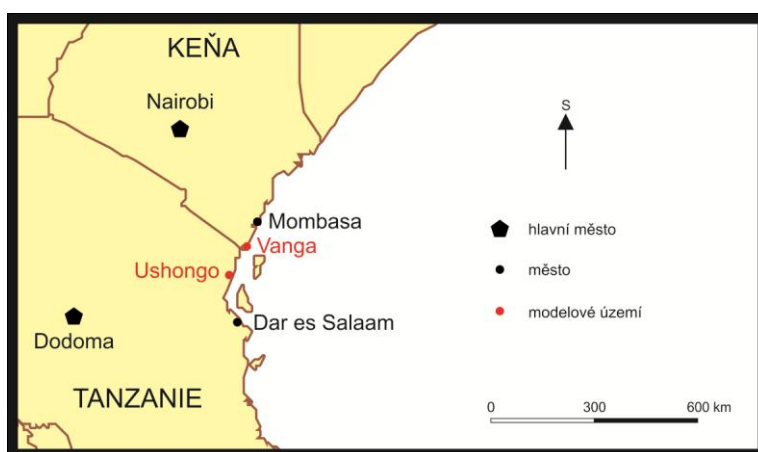 KEŇA
Nairobi
S
Mombasa
hlavní město
Vanga
Ushongo
město
modelové území
Dar es Salaam
Dodoma
TANZANIE
0 300 600 km